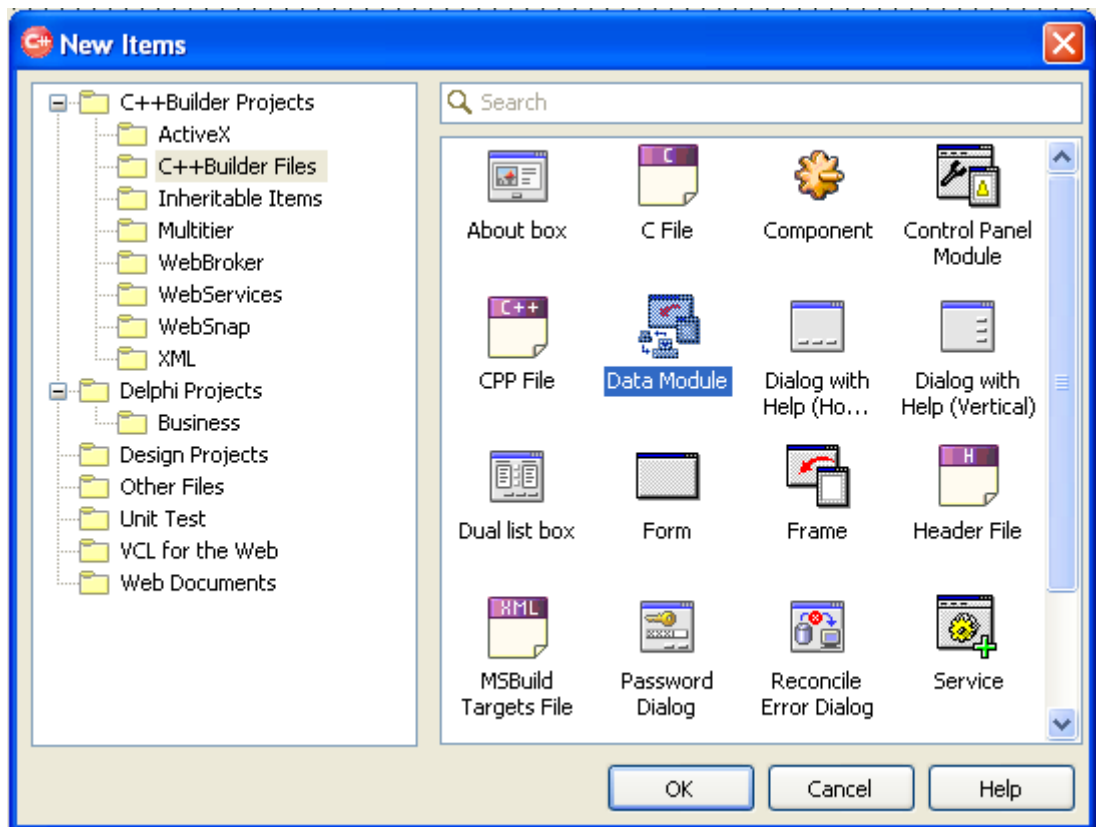 New Items
C++Builder Projects
ActiveX
C++Builder Files
Inheritable Items
Multitier
WebBroker
WebServices
WebSnap
XML
Delphi Projects
Business
Design Projects
Other Files
Unit Test
VCL for the Web
Web Documents
Search
C
About box
C File
Component
Control Panel
Module
C++
CPP File
Data Module
Dialog with
Help (Ho...
Dialog with
Help (Vertical)
H
Dual list box
Form
Frame
Header File
XML
MSBuild
Targets File
Password
Dialog
Reconcile
Error Dialog
Service
OK
Cancel
Help